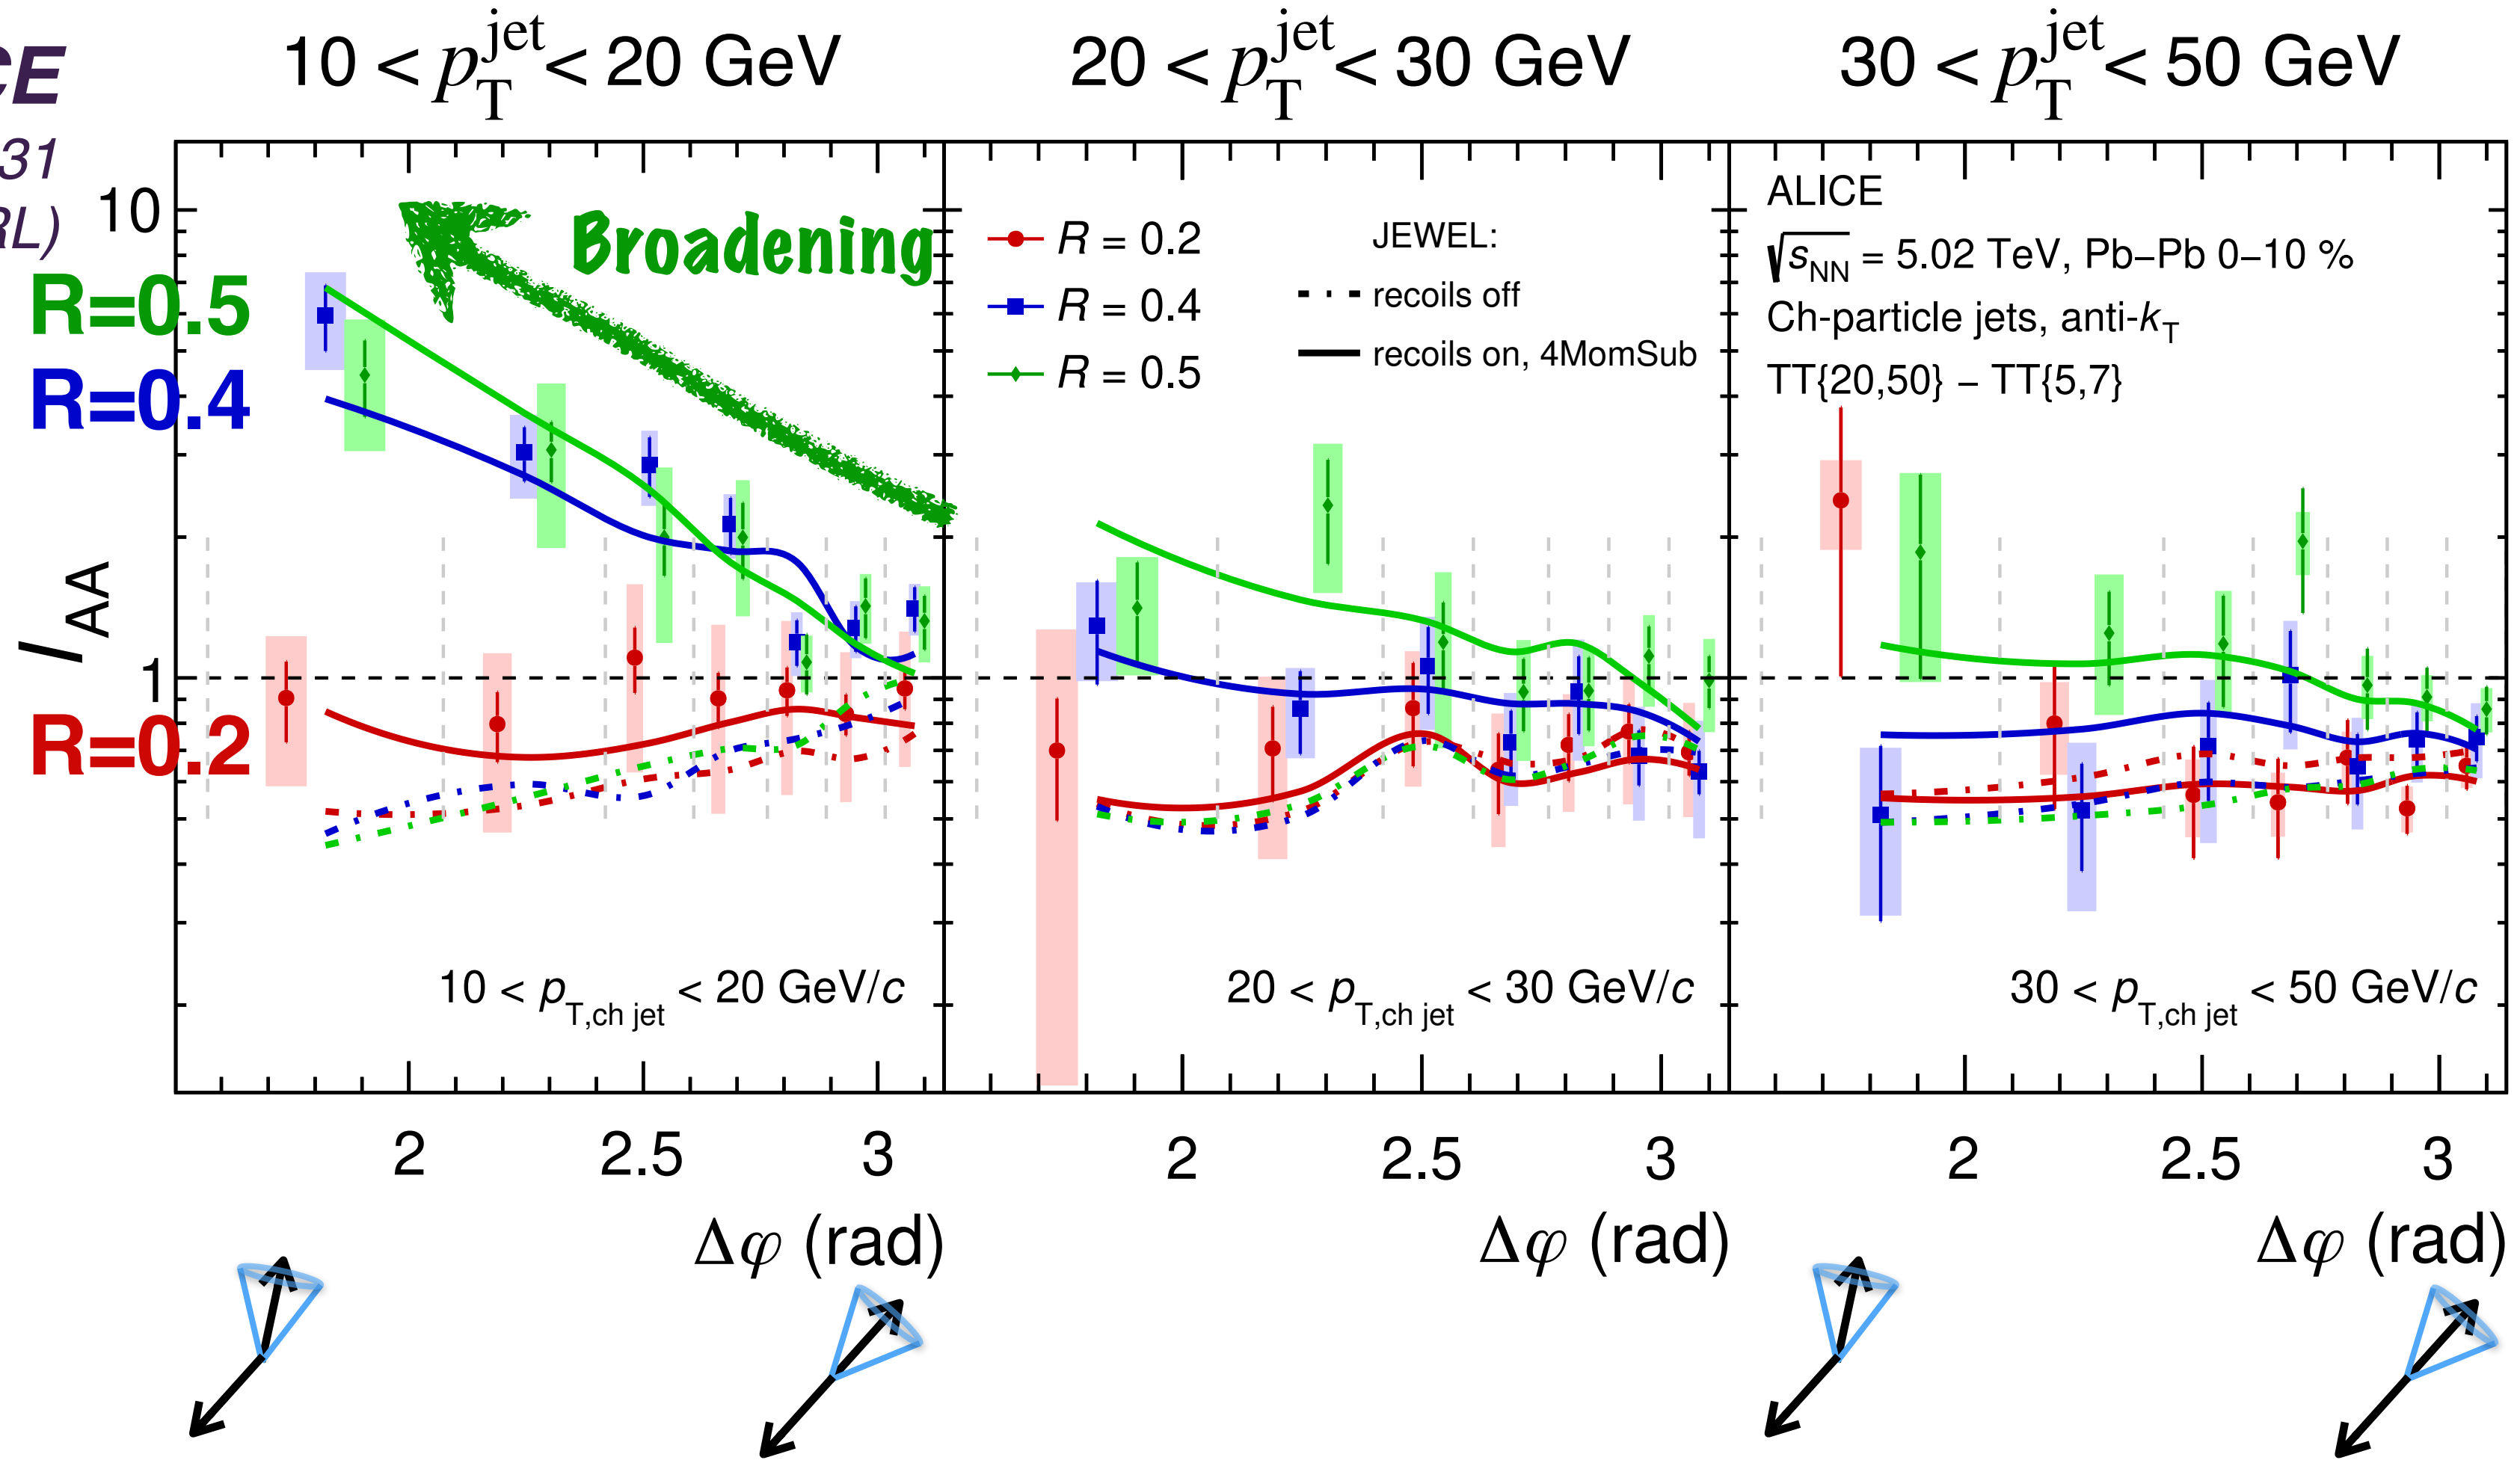 CE
31
RL)
10 < p_T^jet < 20 GeV
20 < p_T^jet < 30 GeV
30 < p_T^jet < 50 GeV
10
1
I_AA
R=0.5
R=0.4
R=0.2
Broadening
R = 0.2
R = 0.4
R = 0.5
JEWEL:
recoils off
recoils on, 4MomSub
ALICE
√s_NN = 5.02 TeV, Pb–Pb 0–10 %
Ch-particle jets, anti-k_T
TT{20,50} – TT{5,7}
10 < p_T,ch jet < 20 GeV/c
20 < p_T,ch jet < 30 GeV/c
30 < p_T,ch jet < 50 GeV/c
2 2.5 3
2 2.5 3
2 2.5 3
Δφ (rad)
Δφ (rad)
Δφ (rad)